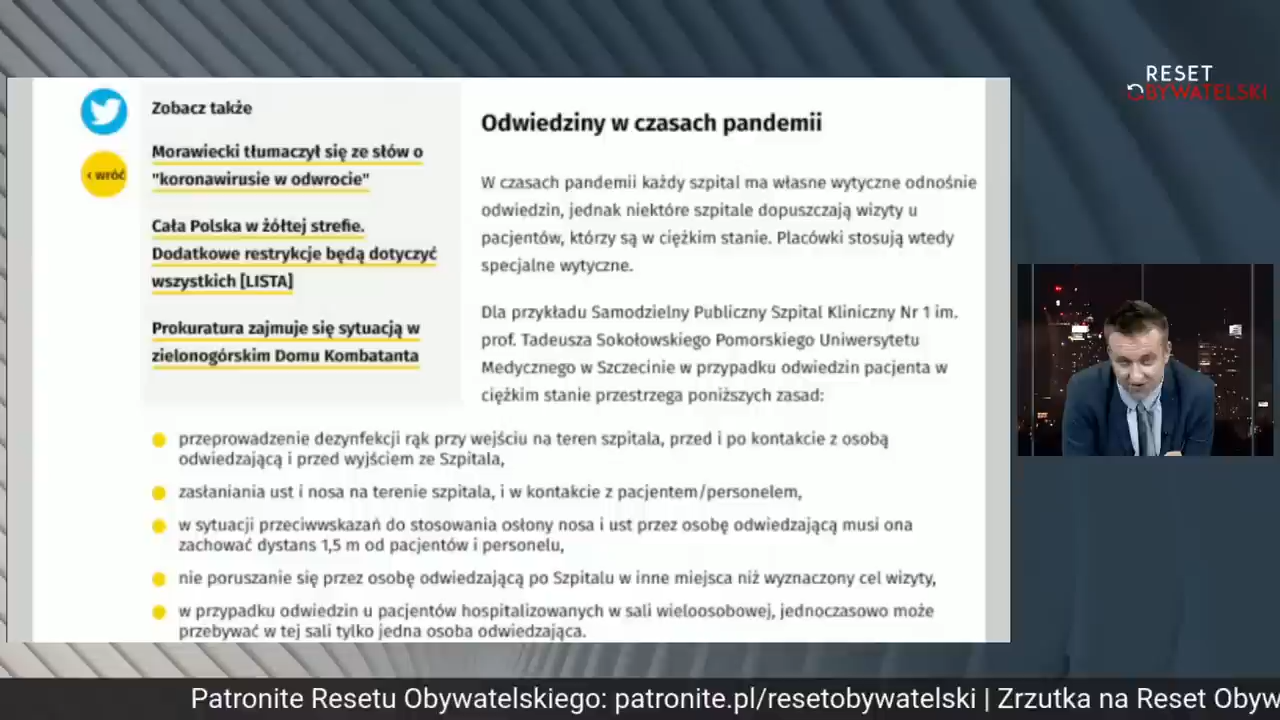 RESET
OBYWATELSKI
Zobacz także
‹ wróć
Morawiecki tłumaczył się ze słów o
"koronawirusie w odwrocie"
Cała Polska w żółtej strefie.
Dodatkowe restrykcje będą dotyczyć
wszystkich [LISTA]
Prokuratura zajmuje się sytuacją w
zielonogórskim Domu Kombatanta
Odwiedziny w czasach pandemii
W czasach pandemii każdy szpital ma własne wytyczne odnośnie
odwiedzin, jednak niektóre szpitale dopuszczają wizyty u
pacjentów, którzy są w ciężkim stanie. Placówki stosują wtedy
specjalne wytyczne.
Dla przykładu Samodzielny Publiczny Szpital Kliniczny Nr 1 im.
prof. Tadeusza Sokołowskiego Pomorskiego Uniwersytetu
Medycznego w Szczecinie w przypadku odwiedzin pacjenta w
ciężkim stanie przestrzega poniższych zasad:
przeprowadzenie dezynfekcji rąk przy wejściu na teren szpitala, przed i po kontakcie z osobą
odwiedzającą i przed wyjściem ze Szpitala,
zasłaniania ust i nosa na terenie szpitala, i w kontakcie z pacjentem/personelem,
w sytuacji przeciwwskazań do stosowania osłony nosa i ust przez osobę odwiedzającą musi ona
zachować dystans 1,5 m od pacjentów i personelu,
nie poruszanie się przez osobę odwiedzającą po Szpitalu w inne miejsca niż wyznaczony cel wizyty,
w przypadku odwiedzin u pacjentów hospitalizowanych w sali wieloosobowej, jednoczasowo może
przebywać w tej sali tylko jedna osoba odwiedzająca.
Patronite Resetu Obywatelskiego: patronite.pl/resetobywatelski | Zrzutka na Reset Obyw